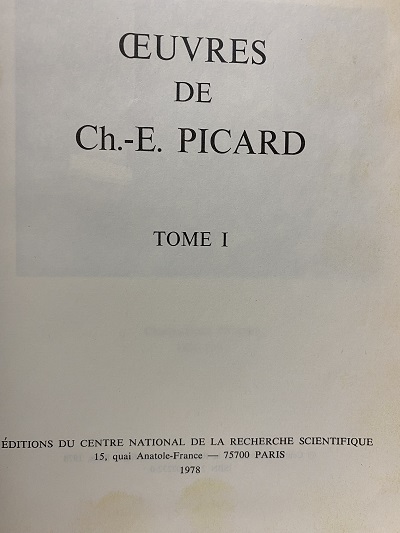 ŒUVRES
DE
Ch.-E. PICARD
TOME I
ÉDITIONS DU CENTRE NATIONAL DE LA RECHERCHE SCIENTIFIQUE
15, quai Anatole-France — 75700 PARIS
1978